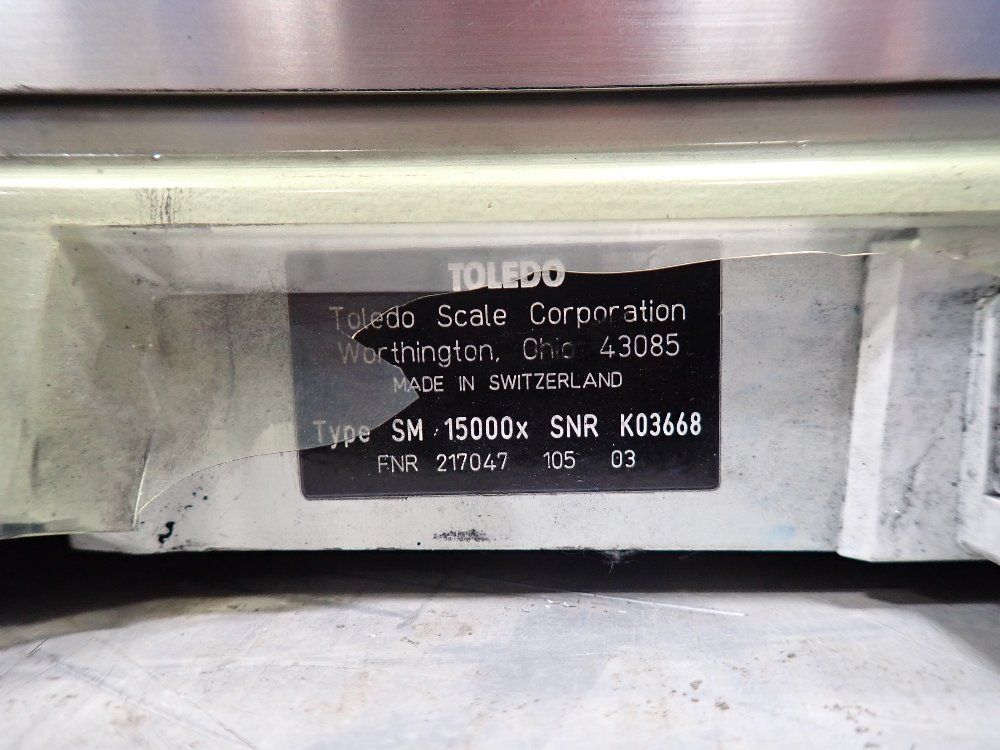 TOLEDO
Toledo Scale Corporation
Worthington, Ohio 43085
MADE IN SWITZERLAND
Type SM 15000x SNR K03668
FNR 217047 105 03